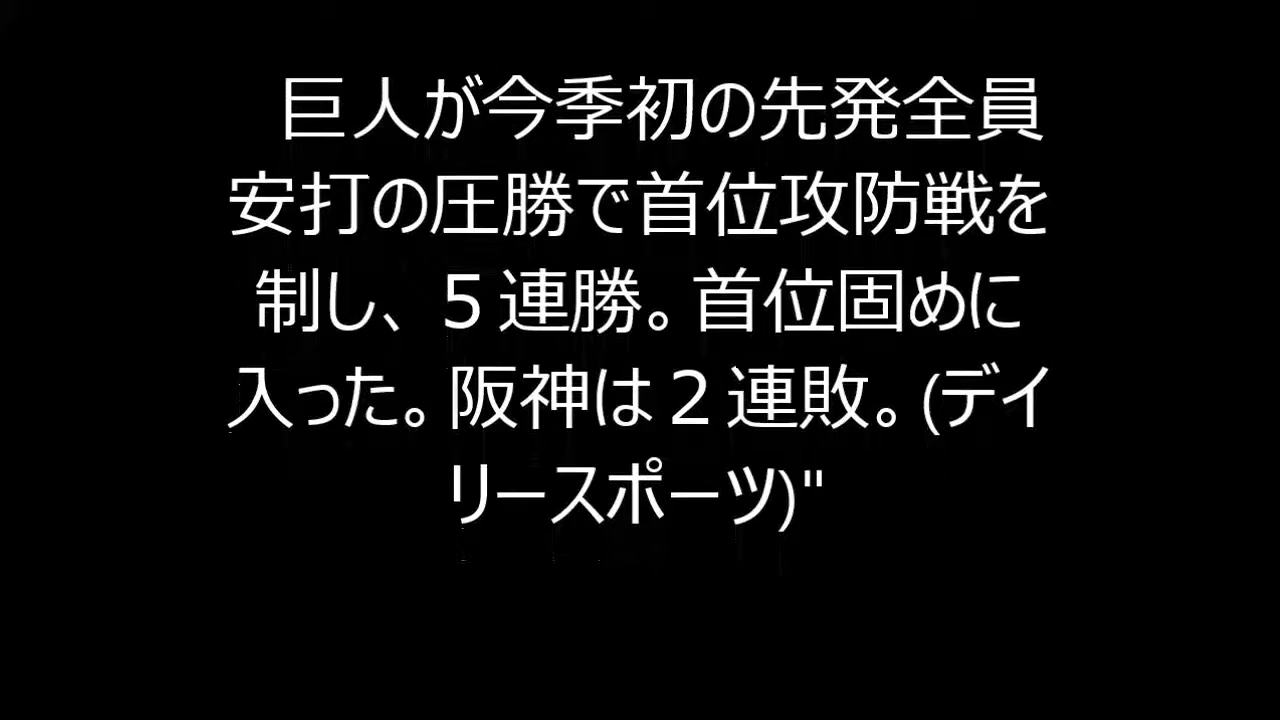 巨人が今季初の先発全員
安打の圧勝で首位攻防戦を
制し、５連勝。首位固めに
入った。阪神は２連敗。(デイ
リースポーツ)"